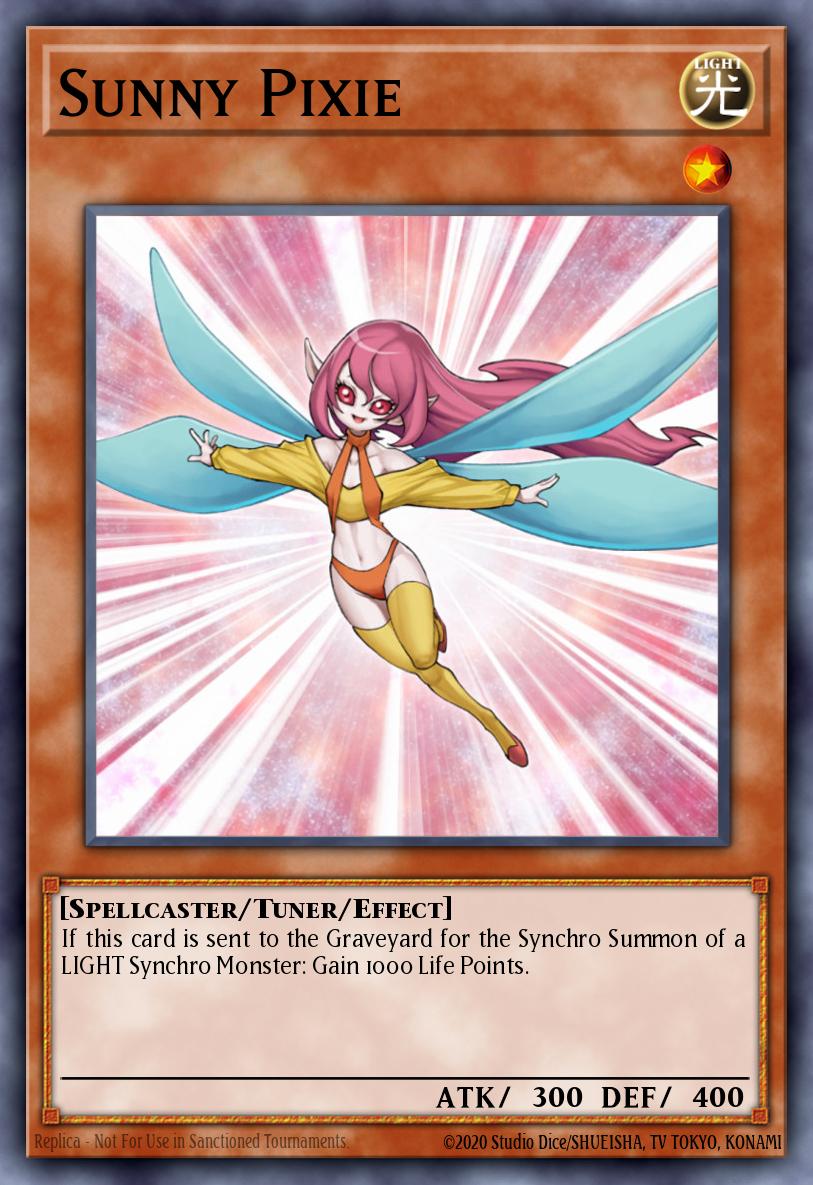 Sunny Pixie
LIGHT
光
[Spellcaster/Tuner/Effect]
If this card is sent to the Graveyard for the Synchro Summon of a
LIGHT Synchro Monster: Gain 1000 Life Points.
ATK/ 300 DEF/ 400
Replica - Not For Use in Sanctioned Tournaments.
©2020 Studio Dice/SHUEISHA, TV TOKYO, KONAMI